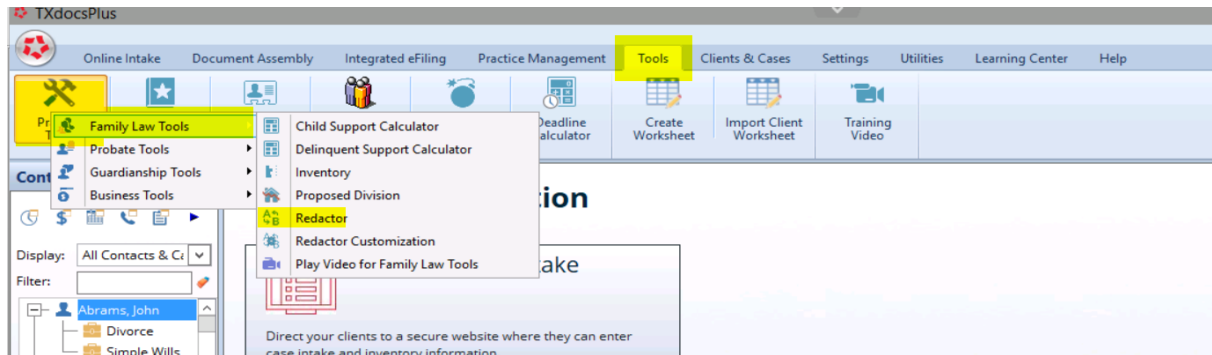 TXdocsPlus
Online Intake Document Assembly Integrated eFiling Practice Management Tools Clients & Cases Settings Utilities Learning Center Help
Deadline Create Import Client Training
Worksheet Worksheet Video
Family Law Tools
Probate Tools
Guardianship Tools
Business Tools
Child Support Calculator
Delinquent Support Calculator
Inventory
Proposed Division
Redactor
Redactor Customization
Play Video for Family Law Tools
Display: All Contacts & Ca
Filter:
Abrams, John
Divorce
Simple Wills
Direct your clients to a secure website where they can enter
case intake and inventory information